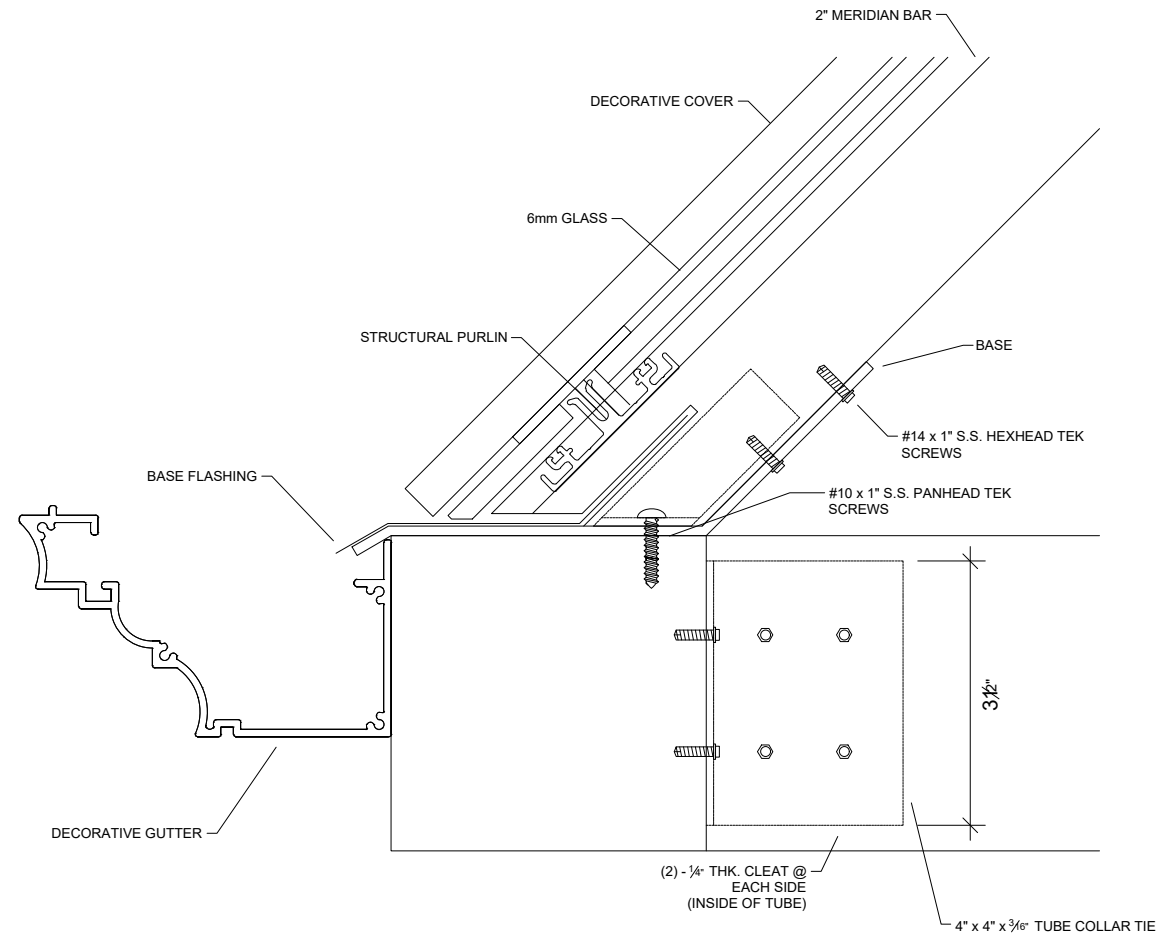 2" MERIDIAN BAR
DECORATIVE COVER
6mm GLASS
STRUCTURAL PURLIN
BASE
#14 x 1" S.S. HEXHEAD TEK
SCREWS
BASE FLASHING
#10 x 1" S.S. PANHEAD TEK
SCREWS
3 1/2"
DECORATIVE GUTTER
(2) - 1/4" THK. CLEAT @
EACH SIDE
(INSIDE OF TUBE)
4" x 4" x 3/16" TUBE COLLAR TIE